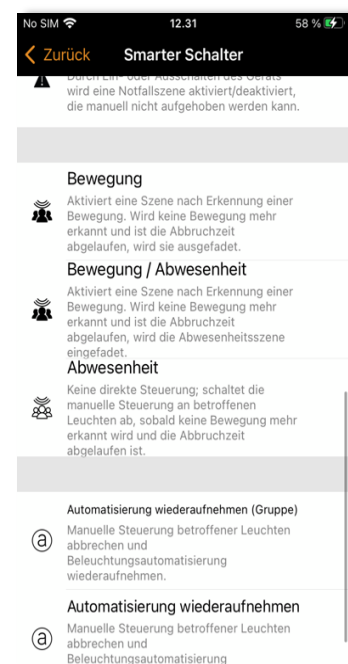 No SIM 12.31 58 %
Zurück Smarter Schalter
Durch Ein- oder Ausschalten des Geräts
wird eine Notfallszene aktiviert/deaktiviert,
die manuell nicht aufgehoben werden kann.
Bewegung
Aktiviert eine Szene nach Erkennung einer
Bewegung. Wird keine Bewegung mehr
erkannt und ist die Abbruchzeit
abgelaufen, wird sie ausgefadet.
Bewegung / Abwesenheit
Aktiviert eine Szene nach Erkennung einer
Bewegung. Wird keine Bewegung mehr
erkannt und ist die Abbruchzeit
abgelaufen, wird die Abwesenheitsszene
eingefadet.
Abwesenheit
Keine direkte Steuerung; schaltet die
manuelle Steuerung an betroffenen
Leuchten ab, sobald keine Bewegung mehr
erkannt wird und die Abbruchzeit
abgelaufen ist.
Automatisierung wiederaufnehmen (Gruppe)
a
Manuelle Steuerung betroffener Leuchten
abbrechen und
Beleuchtungsautomatisierung
wiederaufnehmen.
Automatisierung wiederaufnehmen
a
Manuelle Steuerung betroffener Leuchten
abbrechen und
Beleuchtungsautomatisierung